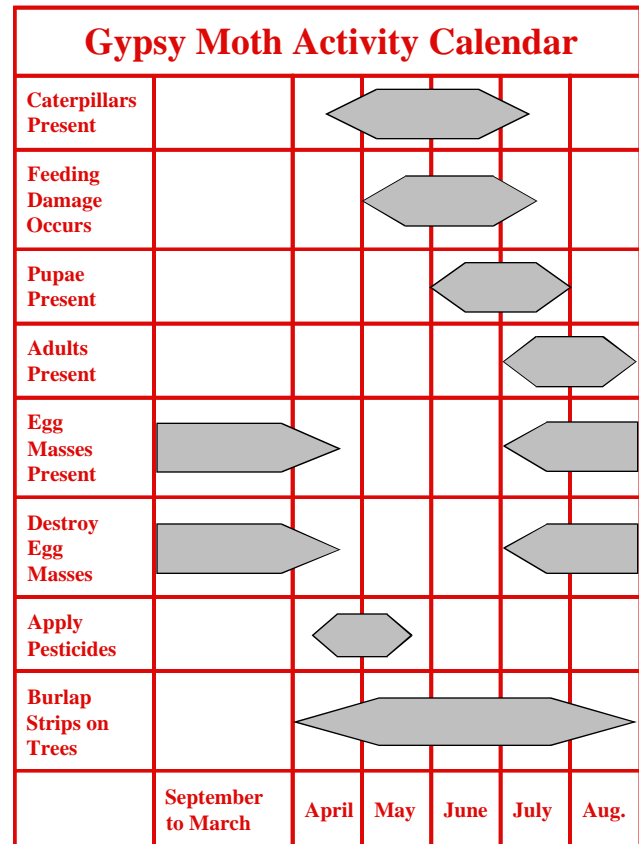 Gypsy Moth Activity Calendar
Caterpillars
Present
Feeding
Damage
Occurs
Pupae
Present
Adults
Present
Egg
Masses
Present
Destroy
Egg
Masses
Apply
Pesticides
Burlap
Strips on
Trees
September
to March
April
May
June
July
Aug.